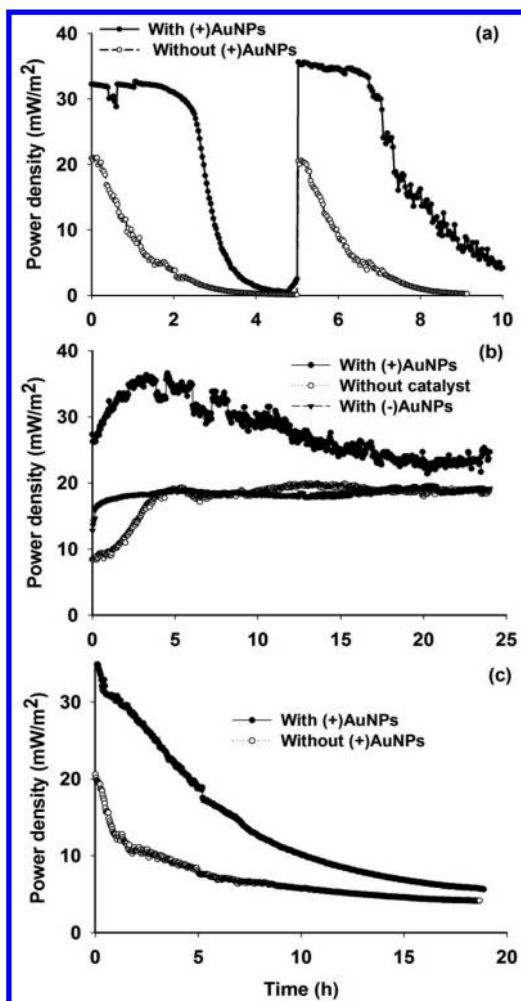 With (+)AuNPs
Without (+)AuNPs
(a)
Power density (mW/m²)
40
30
20
10
0
0 2 4 6 8 10
(b)
With (+)AuNPs
Without catalyst
With (-)AuNPs
Power density (mW/m²)
40
30
20
10
0
0 5 10 15 20 25
(c)
With (+)AuNPs
Without (+)AuNPs
Power density (mW/m²)
30
20
10
0
0 5 10 15 20
Time (h)